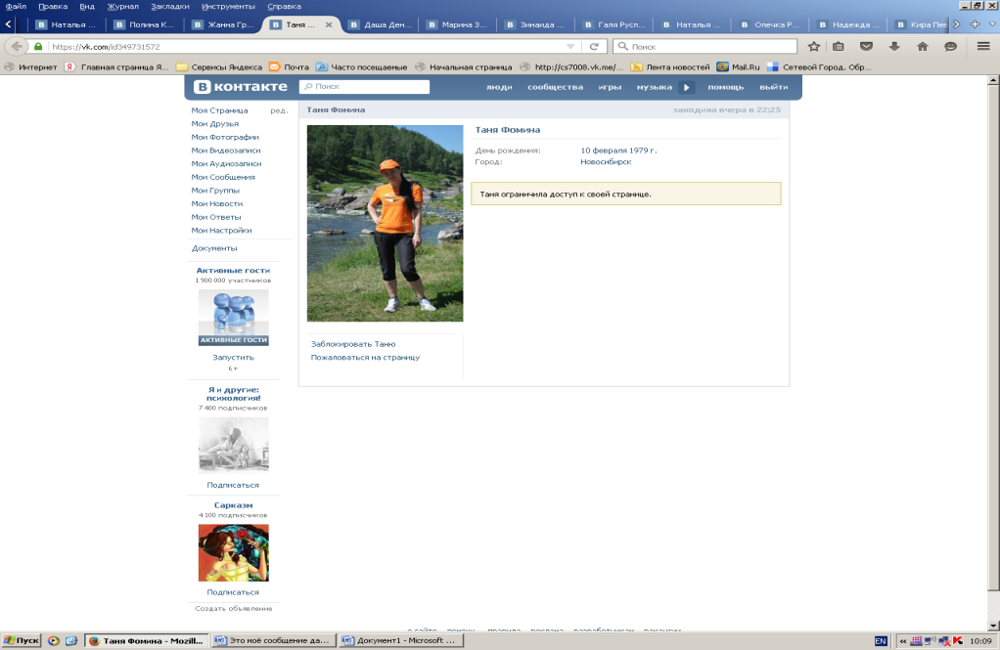 Файл Правка Вид Журнал Закладки Инструменты Справка
В Наталья ... В Полина К... В Жанна Гр... В Таня ... × В Даша Ден... В Марина З... В Зинаида ... В Галя Русл... В Наталья ... В Олечка Р... В Надежда ... В Кира
https://vk.com/id349731572 Поиск
Интернет Я Главная страница Я... Сервисы Яндекса Почта Часто посещаемые Начальная страница http://cs7008.vk.me/... Лента новостей Mail.Ru Сетевой Город. Обр...
В контакте Поиск люди сообщества игры музыка помощь выйти
Моя Страница ред.
Мои Друзья
Мои Фотографии
Мои Видеозаписи
Мои Аудиозаписи
Мои Сообщения
Мои Группы
Мои Новости
Мои Ответы
Мои Настройки
Документы
Активные гости
1 900 000 участников
АКТИВНЫЕ ГОСТИ
Запустить
6+
Я и другие:
психология!
7 400 подписчиков
Подписаться
Сарказм
4 100 подписчиков
Подписаться
Создать объявление
Таня Фомина заходила вчера в 22:25
Таня Фомина
День рождения: 10 февраля 1979 г.
Город: Новосибирск
Таня ограничила доступ к своей странице.
Заблокировать Таню
Пожаловаться на страницу
о сайте помощь правила реклама разработчикам вакансии
Пуск Таня Фомина - Mozill... Это моё сообщение да... Документ1 - Microsoft ... EN « 10:09